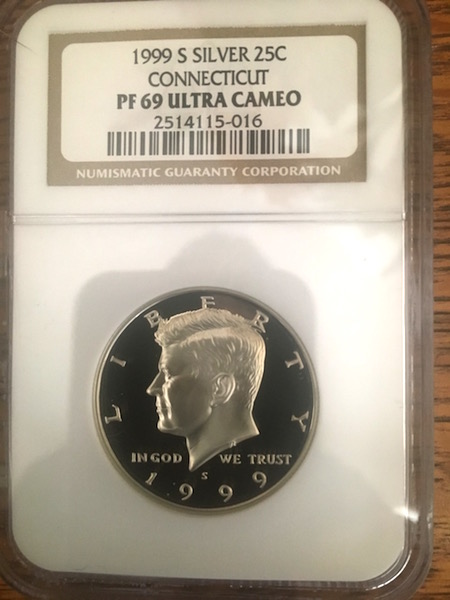 1999 S SILVER 25C
CONNECTICUT
PF 69 ULTRA CAMEO
2514115-016
NUMISMATIC GUARANTY CORPORATION
LIBERTY
IN GOD WE TRUST
S
1999